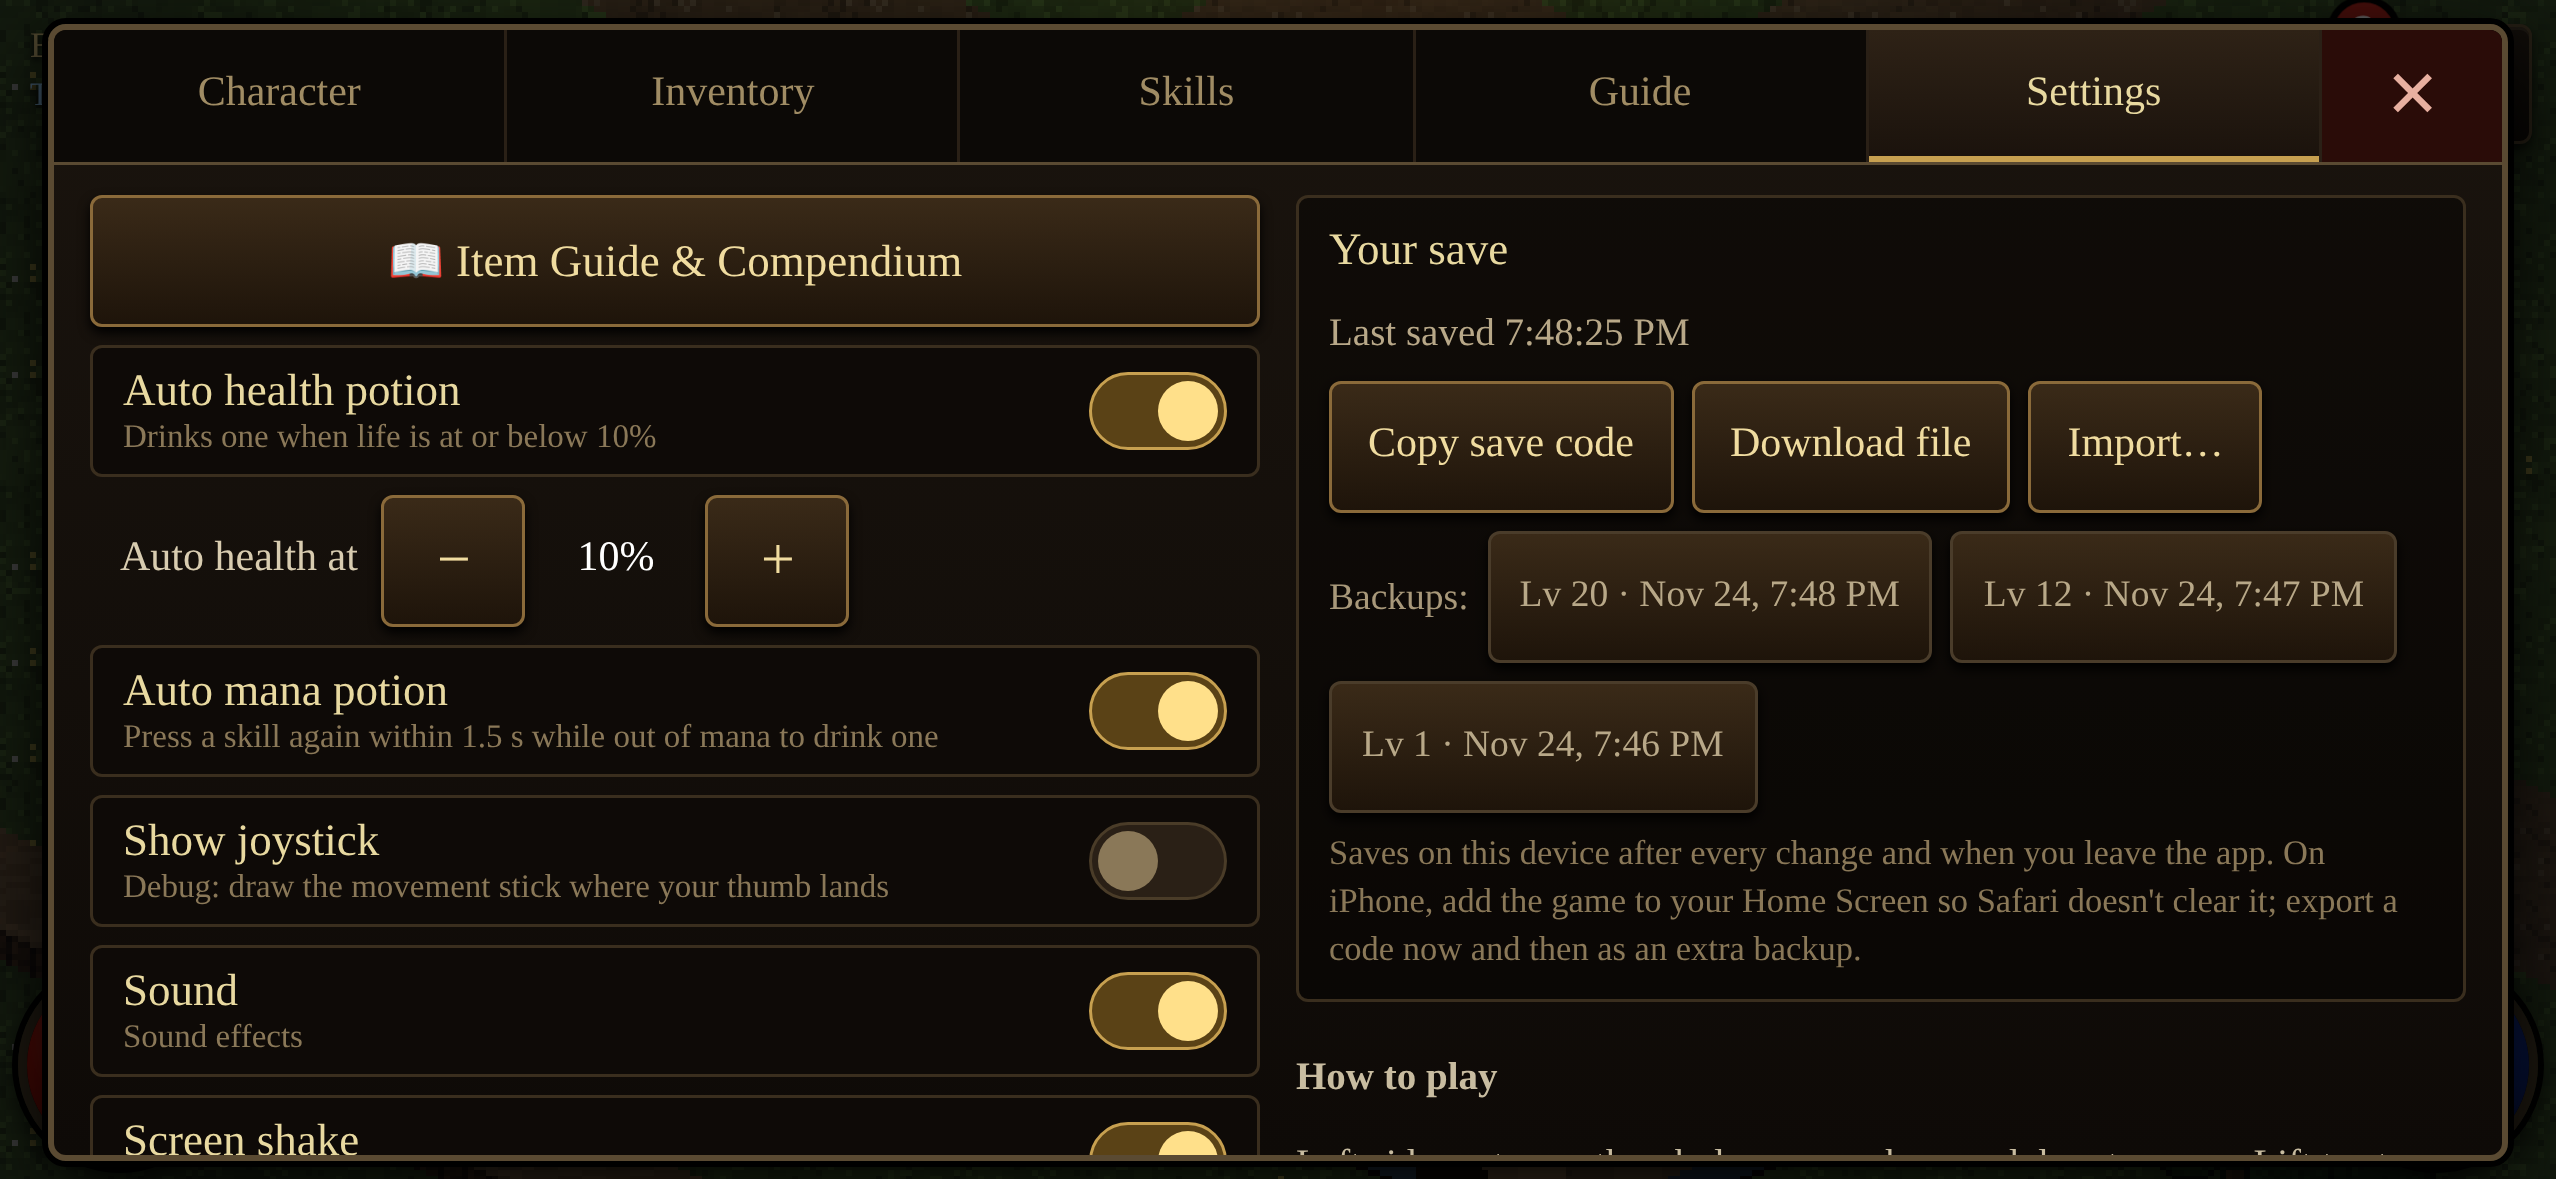 Character
Inventory
Skills
Guide
Settings
Item Guide & Compendium
Auto health potion
Drinks one when life is at or below 10%
Auto health at
−
10%
+
Auto mana potion
Press a skill again within 1.5 s while out of mana to drink one
Show joystick
Debug: draw the movement stick where your thumb lands
Sound
Sound effects
Screen shake
Your save
Last saved 7:48:25 PM
Copy save code
Download file
Import…
Backups:
Lv 20 · Nov 24, 7:48 PM
Lv 12 · Nov 24, 7:47 PM
Lv 1 · Nov 24, 7:46 PM
Saves on this device after every change and when you leave the app. On
iPhone, add the game to your Home Screen so Safari doesn't clear it; export a
code now and then as an extra backup.
How to play